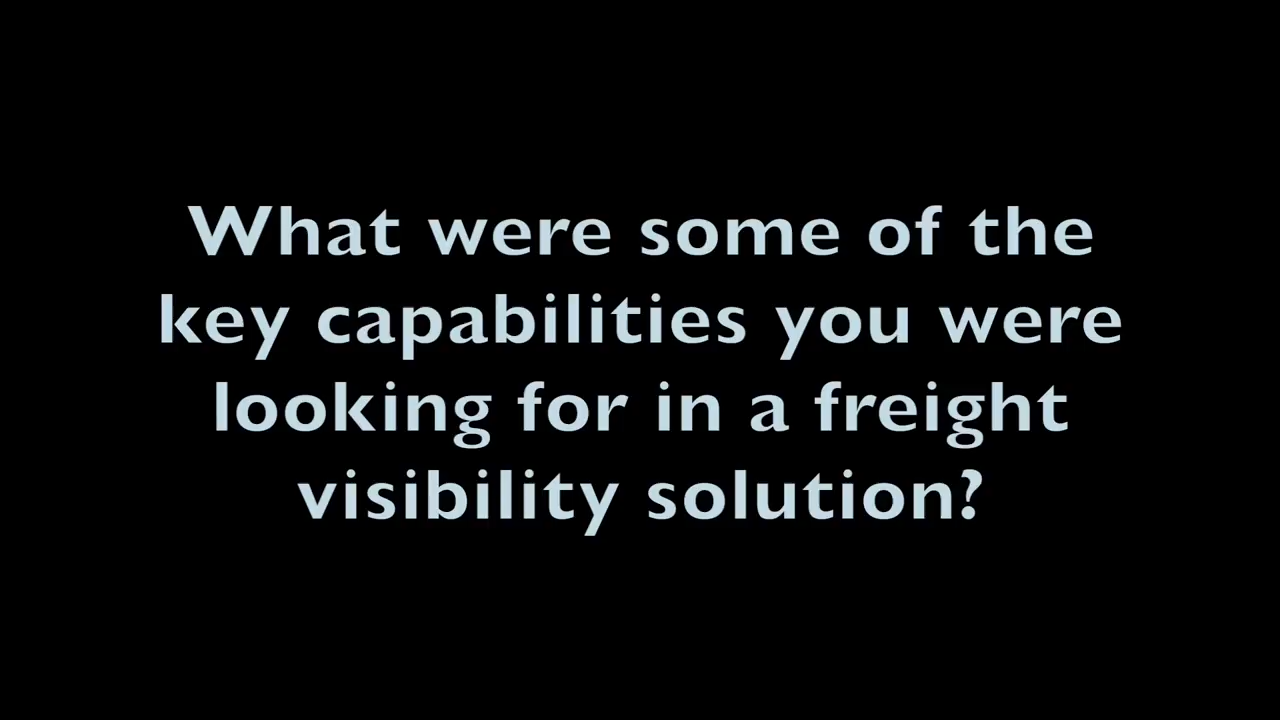 What were some of the
key capabilities you were
looking for in a freight
visibility solution?